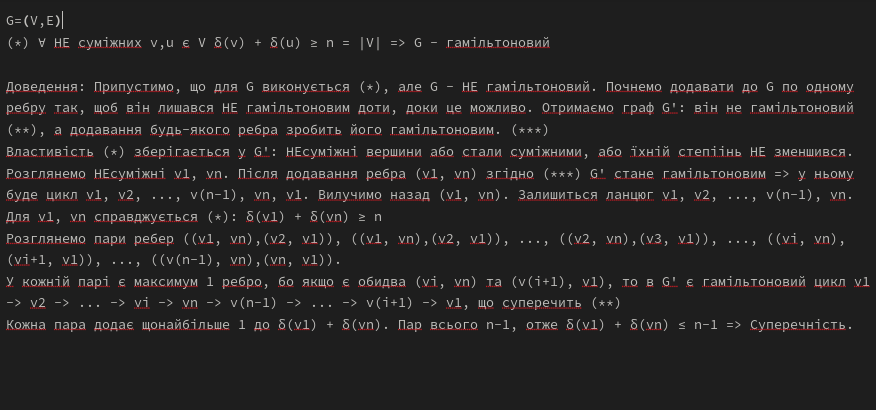 G=(V,E)
(*) ∀ НЕ суміжних v,u є V δ(v) + δ(u) ≥ n = |V| => G - гамільтоновий
Доведення: Припустимо, що для G виконується (*), але G - НЕ гамільтоновий. Почнемо додавати до G по одному
ребру так, щоб він лишався НЕ гамільтоновим доти, доки це можливо. Отримаємо граф G': він не гамільтоновий
(**), а додавання будь-якого ребра зробить його гамільтоновим. (***)
Властивість (*) зберігається у G': НЕсуміжні вершини або стали суміжними, або їхній степіінь НЕ зменшився.
Розглянемо НЕсуміжні v1, vn. Після додавання ребра (v1, vn) згідно (***) G' стане гамільтоновим => у ньому
буде цикл v1, v2, ..., v(n-1), vn, v1. Вилучимо назад (v1, vn). Залишиться ланцюг v1, v2, ..., v(n-1), vn.
Для v1, vn справджується (*): δ(v1) + δ(vn) ≥ n
Розглянемо пари ребер ((v1, vn),(v2, v1)), ((v1, vn),(v2, v1)), ..., ((v2, vn),(v3, v1)), ..., ((vi, vn),
(vi+1, v1)), ..., ((v(n-1), vn),(vn, v1)).
У кожній парі є максимум 1 ребро, бо якщо є обидва (vi, vn) та (v(i+1), v1), то в G' є гамільтоновий цикл v1
-> v2 -> ... -> vi -> vn -> v(n-1) -> ... -> v(i+1) -> v1, що суперечить (**)
Кожна пара додає щонайбільше 1 до δ(v1) + δ(vn). Пар всього n-1, отже δ(v1) + δ(vn) ≤ n-1 => Суперечність.